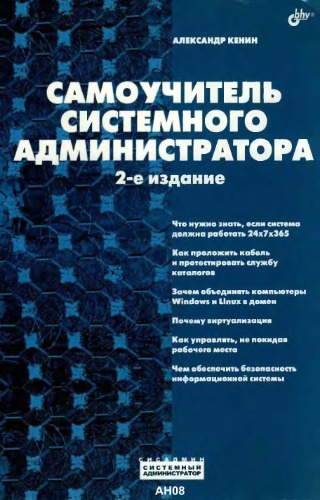 bhv®
АЛЕКСАНДР КЕНИН
САМОУЧИТЕЛЬ
СИСТЕМНОГО
АДМИНИСТРАТОРА
2-е издание
Что нужно знать, если система
должна работать 24x7x365
Как проложить кабель
и протестировать службу
каталогов
Зачем объединять компьютеры
Windows и Linux в домен
Почему виртуализация
Как управлять, не покидая
рабочего места
Чем обеспечить безопасность
информационной системы
СИСАДМИН
СИСТЕМНЫЙ
АДМИНИСТРАТОР
АН08